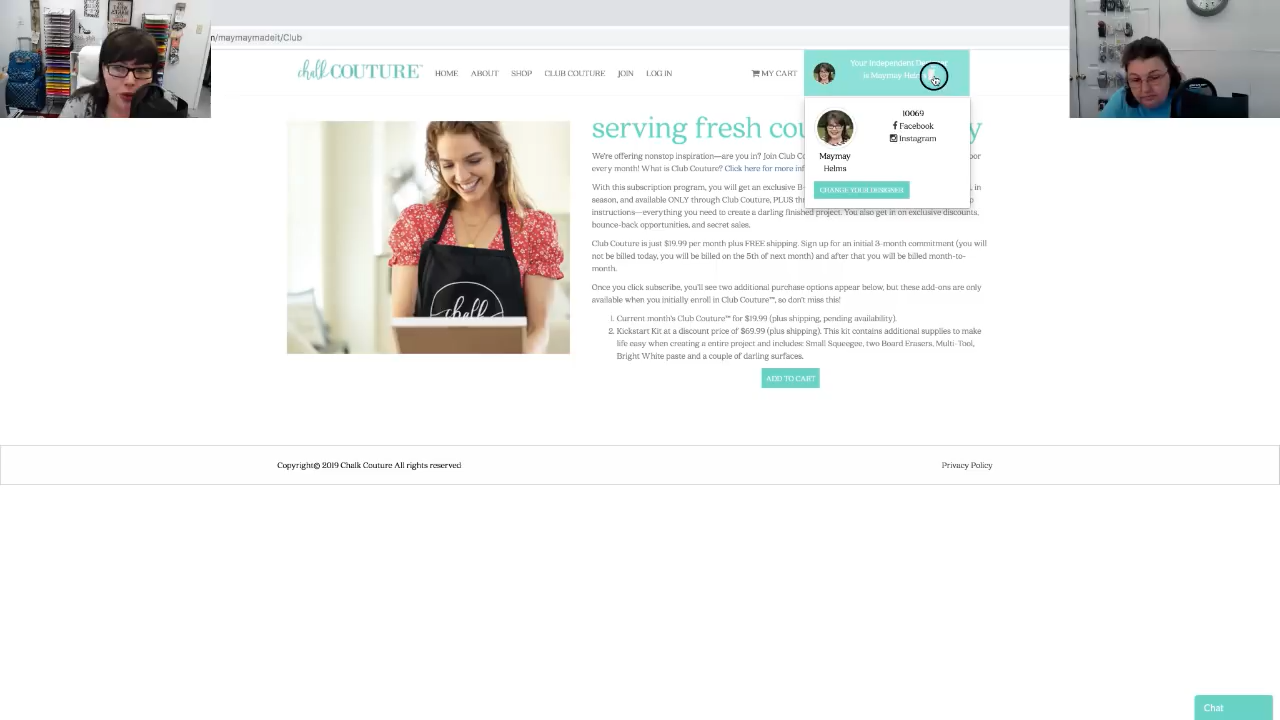 n/maymaymadeit/Club
chalk COUTURE™
HOME ABOUT SHOP CLUB COUTURE JOIN LOG IN
MY CART
Your Independent
is Maymay
10069
Facebook
Instagram
Maymay
Helms
CHANGE YOUR DESIGNER
serving fresh
We're offering nonstop inspiration—are you in? Join Club
every month! What is Club Couture? Click here for more
With this subscription program, you will get an exclusive in
season, and available ONLY through Club Couture, PLUS
instructions—everything you need to create a darling finished project. You also get in on exclusive discounts,
bounce-back opportunities, and secret sales.
Club Couture is just $19.99 per month plus FREE shipping. Sign up for an initial 3-month commitment (you will
not be billed today, you will be billed on the 5th of next month) and after that you will be billed month-to-
month.
Once you click subscribe, you'll see two additional purchase options appear below, but these add-ons are only
available when you initially enroll in Club Couture™, so don't miss this!
1. Current month's Club Couture™ for $19.99 (plus shipping, pending availability).
2. Kickstart Kit at a discount price of $69.99 (plus shipping). This kit contains additional supplies to make
life easy when creating a entire project and includes: Small Squeegee, two Board Erasers, Multi-Tool,
Bright White paste and a couple of darling surfaces.
ADD TO CART
Copyright© 2019 Chalk Couture All rights reserved
Privacy Policy
Chat